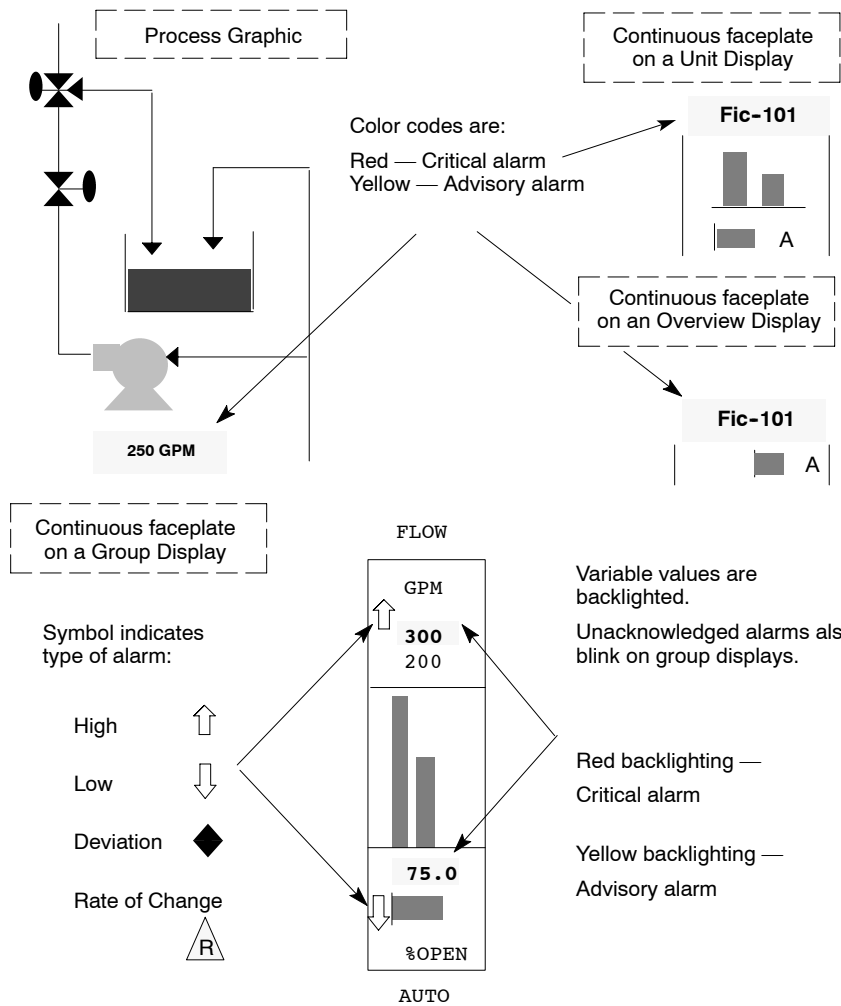 Process Graphic
Continuous faceplate
on a Unit Display
Fic-101
A
Color codes are:
Red — Critical alarm
Yellow — Advisory alarm
Continuous faceplate
on an Overview Display
Fic-101
A
250 GPM
Continuous faceplate
on a Group Display
Symbol indicates
type of alarm:
High
Low
Deviation
Rate of Change
R
FLOW
GPM
300
200
75.0
%OPEN
AUTO
Variable values are
backlighted.
Unacknowledged alarms als
blink on group displays.
Red backlighting —
Critical alarm
Yellow backlighting —
Advisory alarm